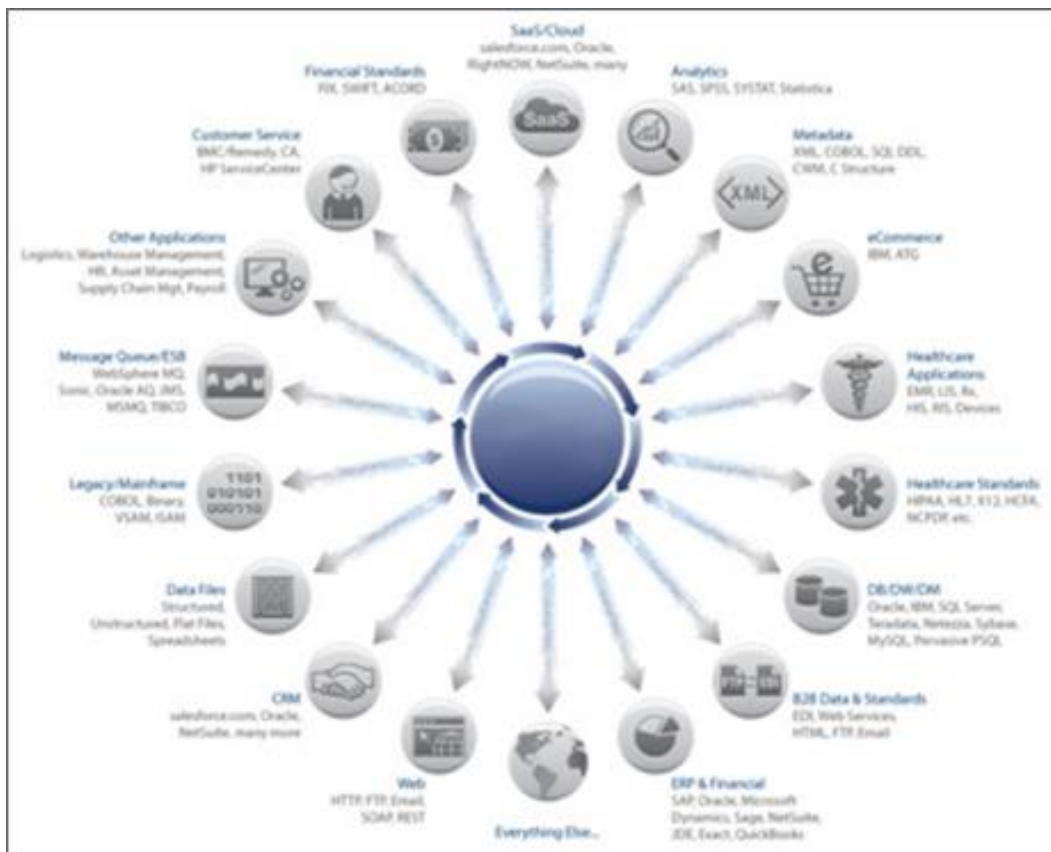 SaaS/Cloud
salesforce.com, Oracle,
RightNOW, NetSuite, many
SaaS
Analytics
SAS, SPSS, SYSTAT, Statistica
Metadata
XML, COBOL, SQL DDL,
CWM, C Structure
<XML>
eCommerce
IBM, ATG
e
Healthcare
Applications
EMR, LIS, Rx,
HIS, RIS, Devices
Healthcare Standards
HIPAA, HL7, X12, HCFA,
NCPDP, etc.
DB/DW/DM
Oracle, IBM, SQL Server,
Teradata, Netezza, Sybase,
MySQL, Pervasive PSQL
FTP
EDI
B2B Data & Standards
EDI, Web Services,
HTML, FTP, Email
ERP & Financial
SAP, Oracle, Microsoft
Dynamics, Sage, NetSuite,
JDE, Exact, QuickBooks
Everything Else...
Web
HTTP, FTP, Email,
SOAP, REST
CRM
salesforce.com, Oracle,
NetSuite, many more
Data Files
Structured,
Unstructured, Flat Files,
Spreadsheets
Legacy/Mainframe
COBOL, Binary,
VSAM, ISAM
1101
010101
000110
Message Queue/ESB
WebSphere MQ,
Sonic, Oracle AQ, JMS,
MSMQ, TIBCO
Other Applications
Logistics, Warehouse Management,
HR, Asset Management,
Supply Chain Mgt, Payroll
Customer Service
BMC/Remedy, CA,
HP ServiceCenter
Financial Standards
FIX, SWIFT, ACORD
$